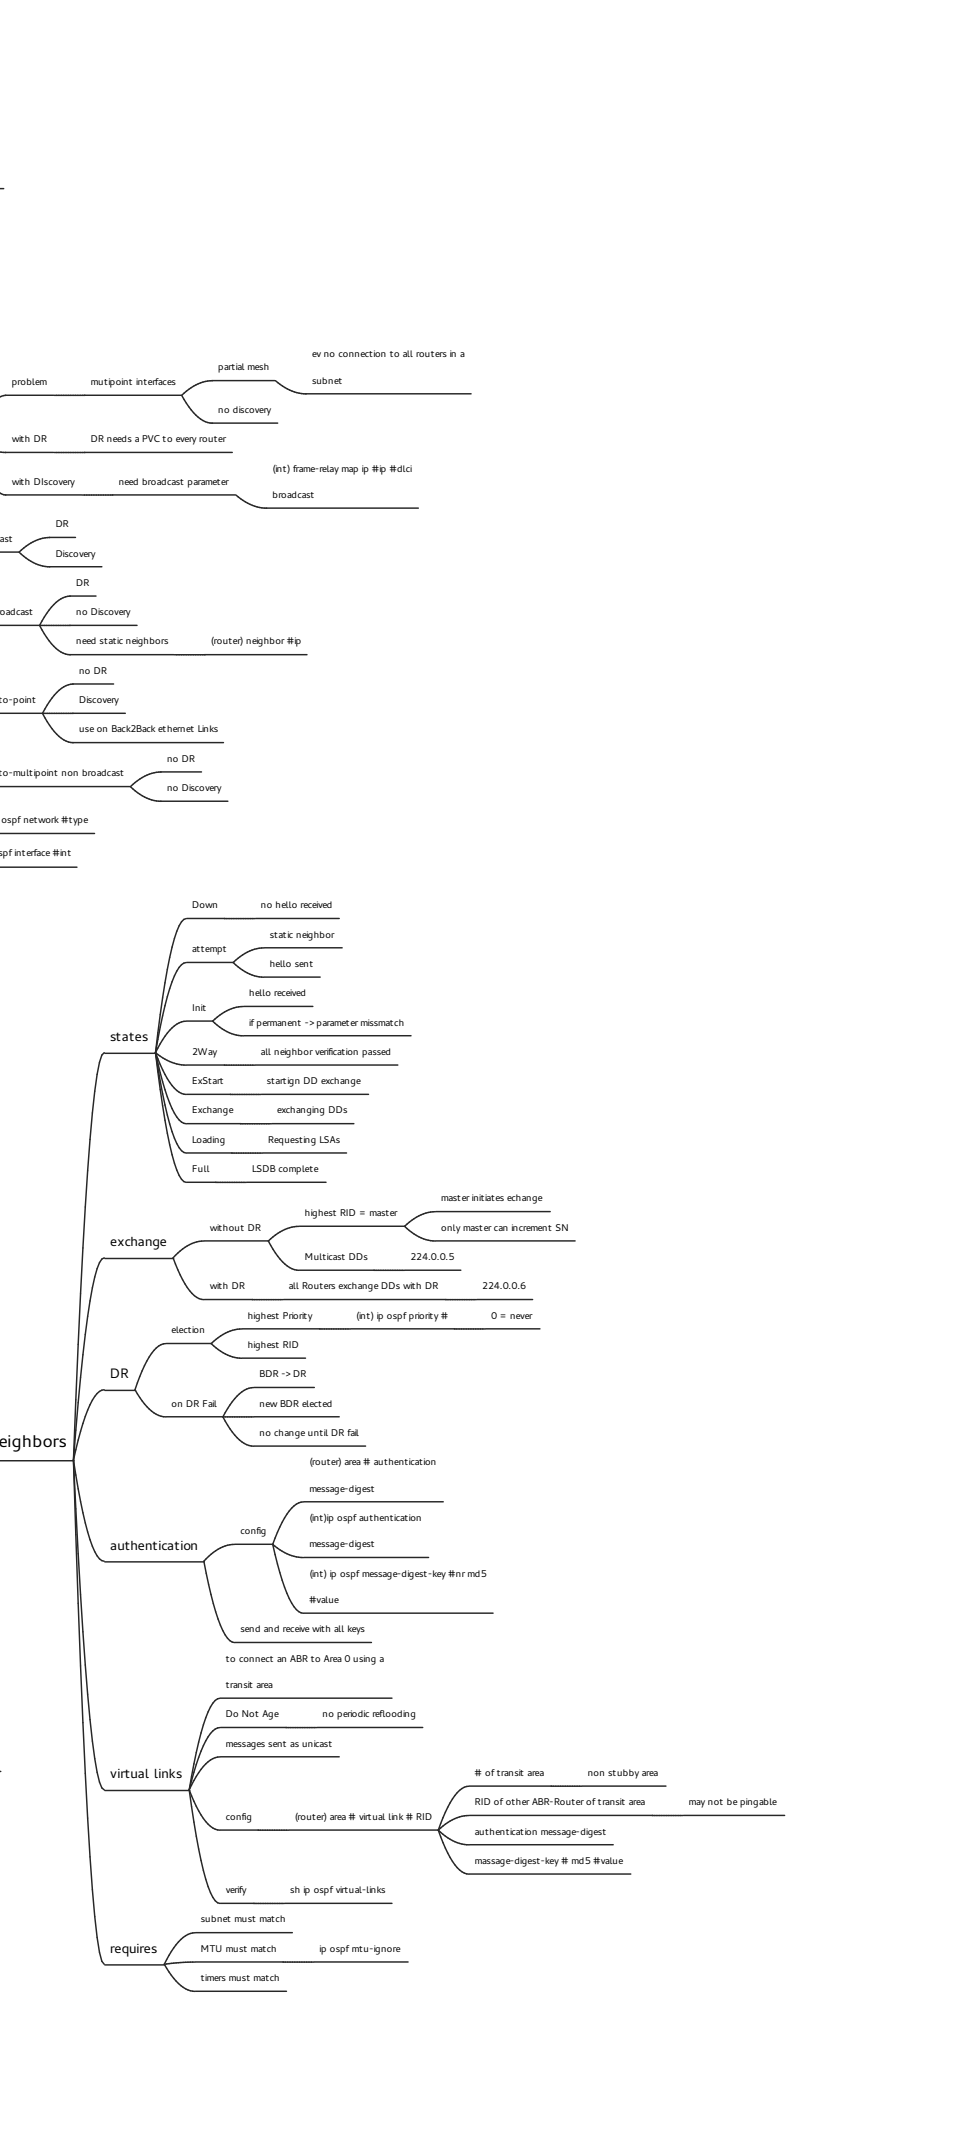 ev no connection to all routers in a
subnet
partial mesh
problem mutipoint interfaces
no discovery
with DR DR needs a PVC to every router
(int) frame-relay map ip #ip #dlci
broadcast
with DIscovery need broadcast parameter
DR
ast
Discovery
DR
oadcast no Discovery
need static neighbors (router) neighbor #ip
no DR
to-point Discovery
use on Back2Back ethernet Links
no DR
to-multipoint non broadcast
no Discovery
ospf network #type
spf interface #int
Down no hello received
static neighbor
attempt
hello sent
hello received
Init
if permanent -> parameter missmatch
states
2Way all neighbor verification passed
ExStart startign DD exchange
Exchange exchanging DDs
Loading Requesting LSAs
Full LSDB complete
master initiates echange
highest RID = master
without DR only master can increment SN
exchange
Multicast DDs 224.0.0.5
with DR all Routers exchange DDs with DR 224.0.0.6
highest Priority (int) ip ospf priority # 0 = never
election
highest RID
DR
BDR -> DR
on DR Fail new BDR elected
no change until DR fail
eighbors
(router) area # authentication
message-digest
(int)ip ospf authentication
config
message-digest
authentication
(int) ip ospf message-digest-key #nr md5
#value
send and receive with all keys
to connect an ABR to Area 0 using a
transit area
Do Not Age no periodic reflooding
messages sent as unicast
virtual links
# of transit area non stubby area
RID of other ABR-Router of transit area may not be pingable
config (router) area # virtual link # RID
authentication message-digest
massage-digest-key # md5 #value
verify sh ip ospf virtual-links
subnet must match
requires MTU must match ip ospf mtu-ignore
timers must match